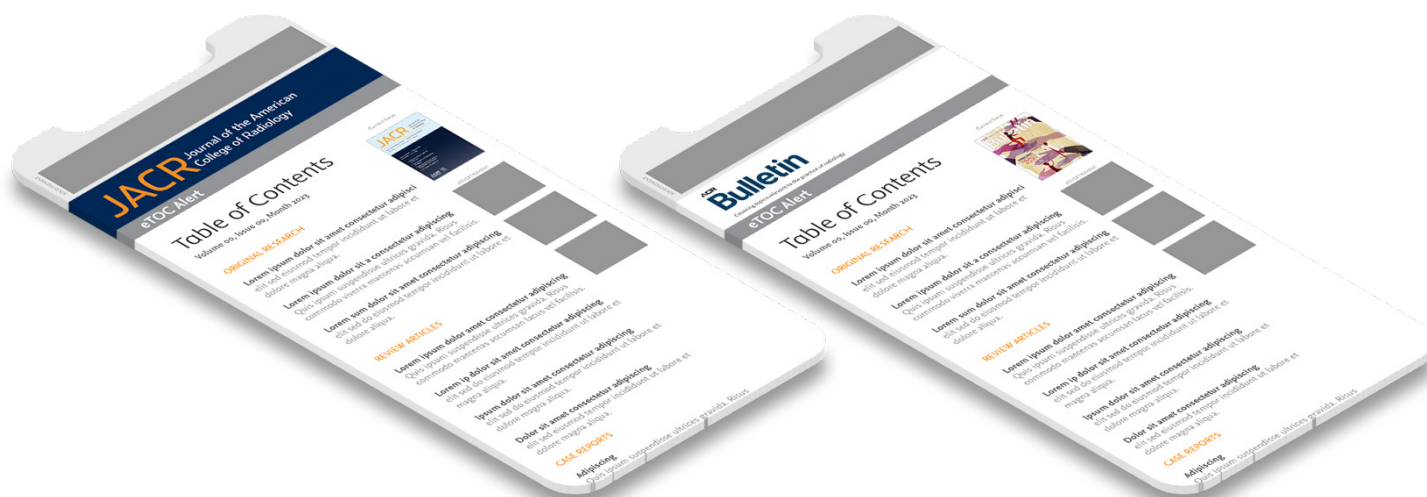 JACR
Journal of the American
College of Radiology
eTOC Alert
Current Issue
JACR
Table of Contents
Volume 00, Issue 00, Month 2023
ADVERTISEMENT
ORIGINAL RESEARCH
Lorem ipsum dolor sit amet consectetur adipisci
elit sed eiusmod tempor incididunt ut labore et
dolore magna aliqua.
Lorem ipsum dolor sit a consectetur adipiscing
Quis ipsum suspendisse ultrices gravida. Risus
commodo viverra maecenas accumsan vel facilisis.
Lorem sum dolor sit amet consectetur adipiscing
elit sed do eiusmod tempor incididunt ut labore et
dolore aliqua.
REVIEW ARTICLES
Lorem ipsum dolor amet consectetur adipiscing
Quis ipsum suspendisse ultrices gravida. Risus
commodo maecenas accumsan lacus vel facilisis.
Lorem ip dolor sit amet consectetur adipiscing
elit sed do eiusmod tempor incididunt ut labore et
magna aliqua.
Ipsum dolor sit amet consectetur adipiscing
elit sed do eiusmod tempor incididunt ut labore
dolore magna aliqua.
Dolor sit amet consectetur adipiscing
elit sed eiusmod tempor incididunt ut labore et
dolore magna aliqua.
CASE REPORTS
Adipiscing
Quis ipsum suspendisse ultrices gravida. Risus
ACR
Bulletin
Covering topics relevant to the practice of radiology
eTOC Alert
Current Issue
Table of Contents
Volume 00, Issue 00, Month 2023
ADVERTISEMENT
ORIGINAL RESEARCH
Lorem ipsum dolor sit amet consectetur adipisci
elit sed eiusmod tempor incididunt ut labore et
dolore magna aliqua.
Lorem ipsum dolor sit a consectetur adipiscing
Quis ipsum suspendisse ultrices gravida. Risus
commodo viverra maecenas accumsan vel facilisis.
Lorem sum dolor sit amet consectetur adipiscing
elit sed do eiusmod tempor incididunt ut labore et
dolore aliqua.
REVIEW ARTICLES
Lorem ipsum dolor amet consectetur adipiscing
Quis ipsum suspendisse ultrices gravida. Risus
commodo maecenas accumsan lacus vel facilisis.
Lorem ip dolor sit amet consectetur adipiscing
elit sed do eiusmod tempor incididunt ut labore et
magna aliqua.
Ipsum dolor sit amet consectetur adipiscing
elit sed do eiusmod tempor incididunt ut labore
dolore magna aliqua.
Dolor sit amet consectetur adipiscing
elit sed eiusmod tempor incididunt ut labore et
dolore magna aliqua.
CASE REPORTS
Adipiscing
Quis ipsum suspendisse ultrices gravida. Risus